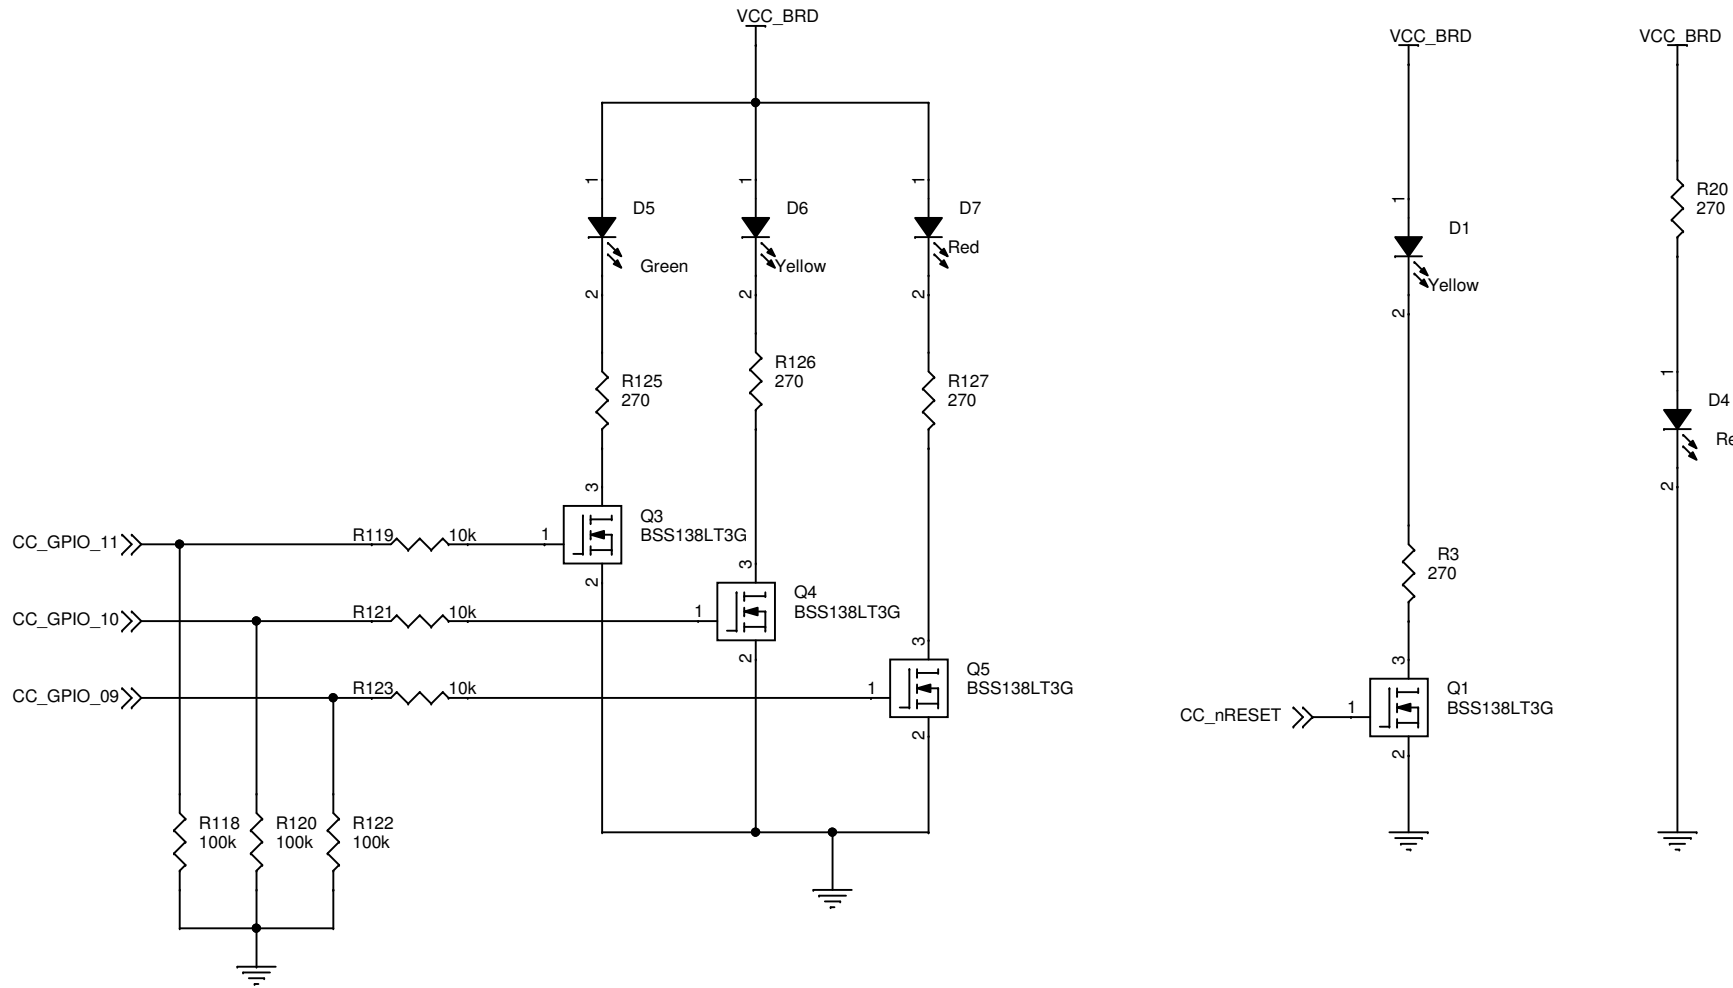 VCC_BRD
VCC_BRD
VCC_BRD
1
1
1
1
R20
270
D5
D6
D7
D1
Green
Yellow
Red
Yellow
2
2
2
2
R125
270
R126
270
R127
270
1
D4
2
3
CC_GPIO_11
R119
10k
1
Q3
BSS138LT3G
2
3
R3
270
CC_GPIO_10
R121
10k
1
Q4
BSS138LT3G
2
3
3
CC_GPIO_09
R123
10k
1
Q5
BSS138LT3G
2
CC_nRESET
1
Q1
BSS138LT3G
2
R118
100k
R120
100k
R122
100k